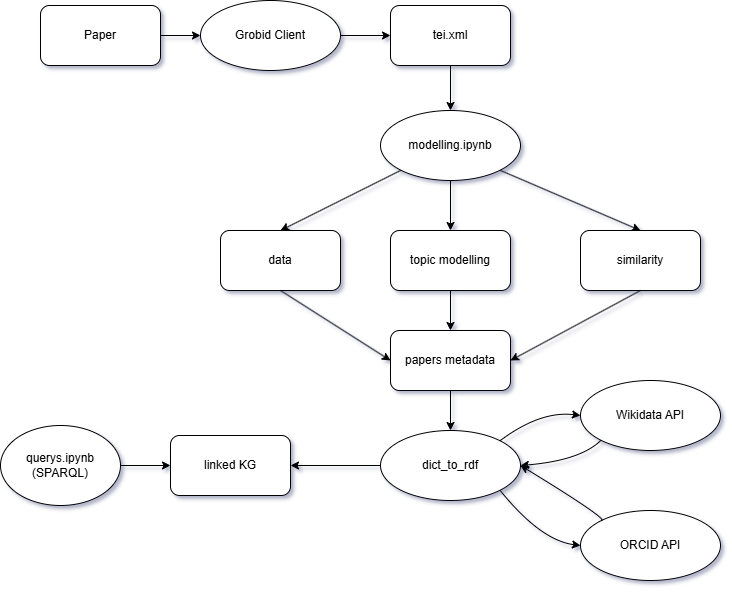 Paper
Grobid Client
tei.xml
modelling.ipynb
data
topic modelling
similarity
papers metadata
Wikidata API
querys.ipynb
(SPARQL)
linked KG
dict_to_rdf
ORCID API